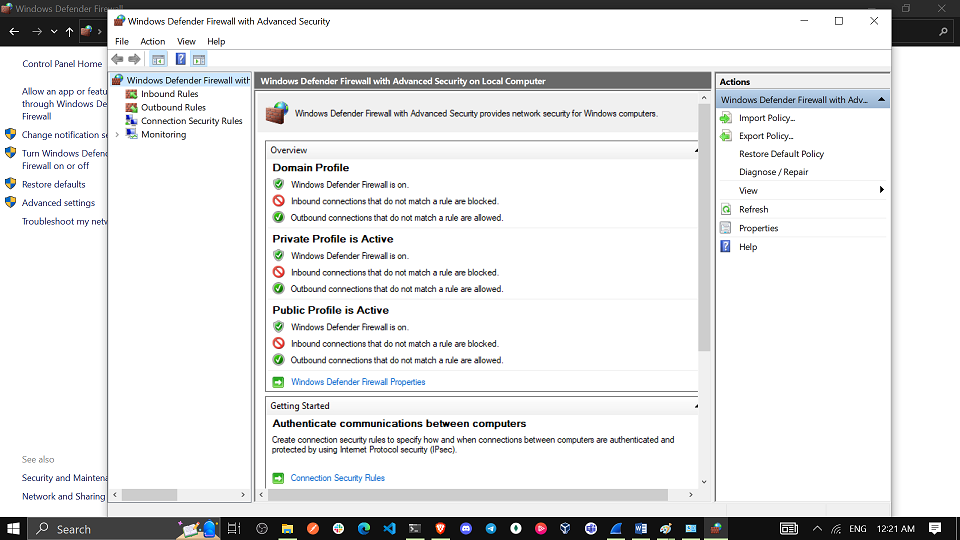 Windows Defender Firewall
Control Panel Home
Allow an app or featu
through Windows De
Firewall
Change notification se
Turn Windows Defend
Firewall on or off
Restore defaults
Advanced settings
Troubleshoot my netw
See also
Security and Maintena
Network and Sharing
Windows Defender Firewall with Advanced Security
File Action View Help
Windows Defender Firewall with
Inbound Rules
Outbound Rules
Connection Security Rules
Monitoring
Windows Defender Firewall with Advanced Security on Local Computer
Windows Defender Firewall with Advanced Security provides network security for Windows computers.
Overview
Domain Profile
Windows Defender Firewall is on.
Inbound connections that do not match a rule are blocked.
Outbound connections that do not match a rule are allowed.
Private Profile is Active
Windows Defender Firewall is on.
Inbound connections that do not match a rule are blocked.
Outbound connections that do not match a rule are allowed.
Public Profile is Active
Windows Defender Firewall is on.
Inbound connections that do not match a rule are blocked.
Outbound connections that do not match a rule are allowed.
Windows Defender Firewall Properties
Getting Started
Authenticate communications between computers
Create connection security rules to specify how and when connections between computers are authenticated and
protected by using Internet Protocol security (IPsec).
Connection Security Rules
Actions
Windows Defender Firewall with Adv...
Import Policy...
Export Policy...
Restore Default Policy
Diagnose / Repair
View
Refresh
Properties
Help
Search
ENG 12:21 AM